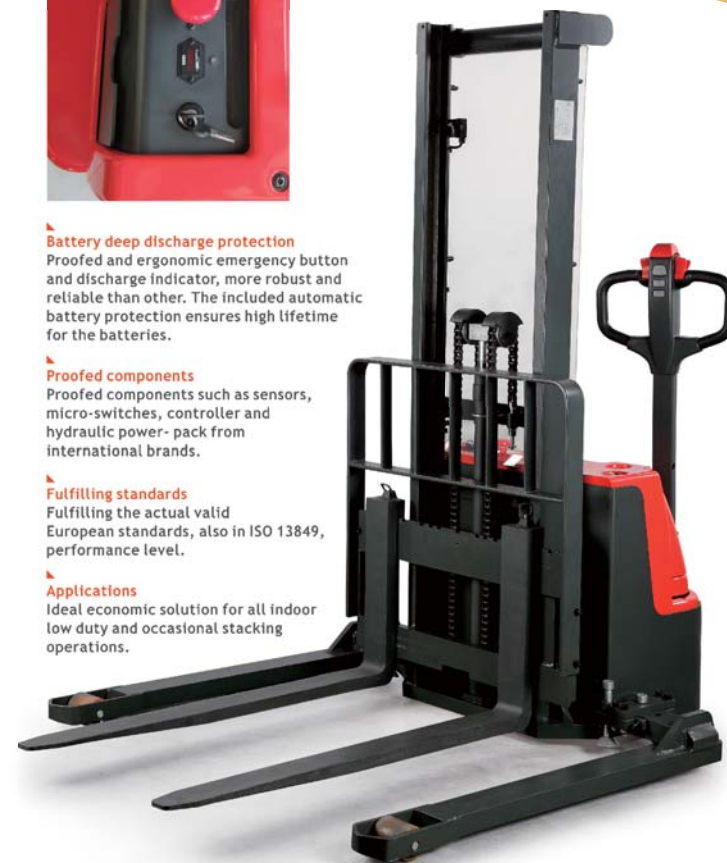 Battery deep discharge protection
Proofed and ergonomic emergency button
and discharge indicator, more robust and
reliable than other. The included automatic
battery protection ensures high lifetime
for the batteries.
Proofed components
Proofed components such as sensors,
micro-switches, controller and
hydraulic power- pack from
international brands.
Fulfilling standards
Fulfilling the actual valid
European standards, also in ISO 13849,
performance level.
Applications
Ideal economic solution for all indoor
low duty and occasional stacking
operations.